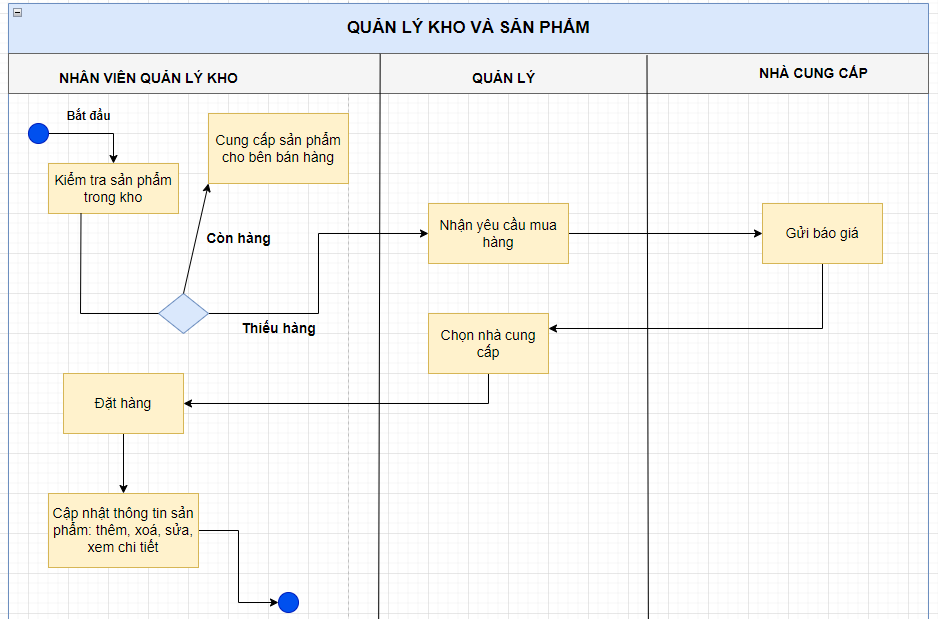 QUẢN LÝ KHO VÀ SẢN PHẨM
NHÂN VIÊN QUẢN LÝ KHO
QUẢN LÝ
NHÀ CUNG CẤP
Bắt đầu
Cung cấp sản phẩm
cho bên bán hàng
Kiểm tra sản phẩm
trong kho
Còn hàng
Nhận yêu cầu mua
hàng
Gửi báo giá
Thiếu hàng
Chọn nhà cung
cấp
Đặt hàng
Cập nhật thông tin sản
phẩm: thêm, xoá, sửa,
xem chi tiết